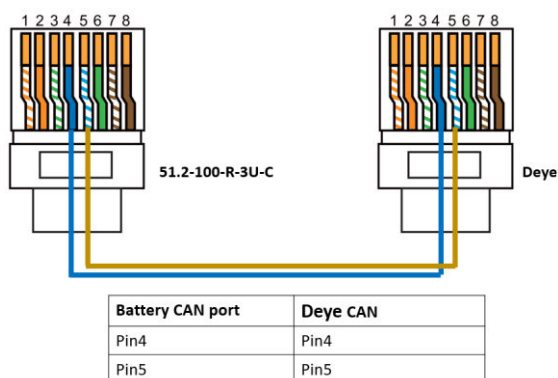 1 2 3 4 5 6 7 8
1 2 3 4 5 6 7 8
51.2-100-R-3U-C
Deye
Battery CAN port Deye CAN
Pin4 Pin4
Pin5 Pin5